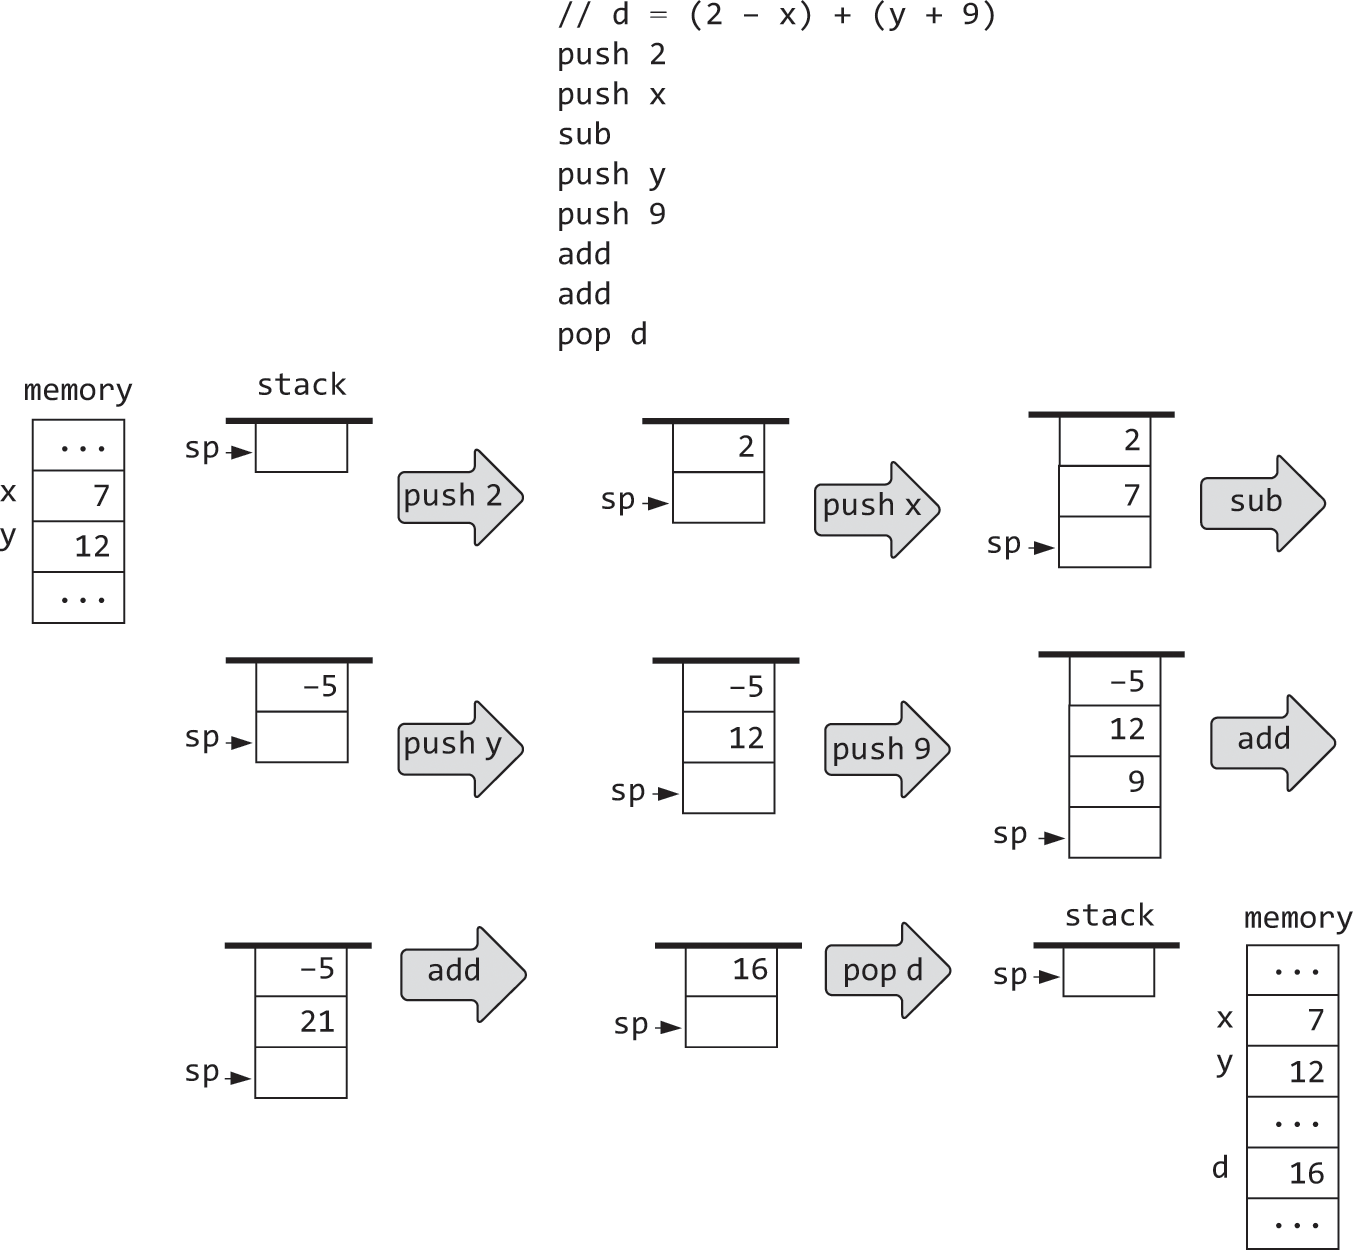 // d = (2 – x) + (y + 9)
push 2
push x
sub
push y
push 9
add
add
pop d
memory
...
x 7
y 12
...
stack
sp
push 2
2
sp
push x
2
7
sp
sub
–5
sp
push y
–5
12
sp
push 9
–5
12
9
sp
add
–5
21
sp
add
16
sp
pop d
stack
sp
memory
...
x 7
y 12
...
d 16
...